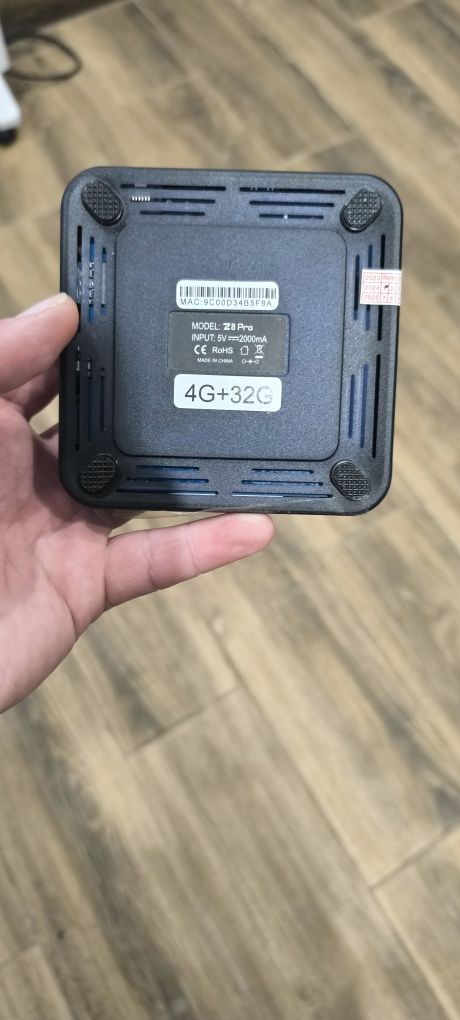 MAC:9C00D34B5F9A
MODEL: Z8 Pro
INPUT: 5V⎓2000mA
CE RoHS
MADE IN CHINA
4G+32G
2023
2024
2025